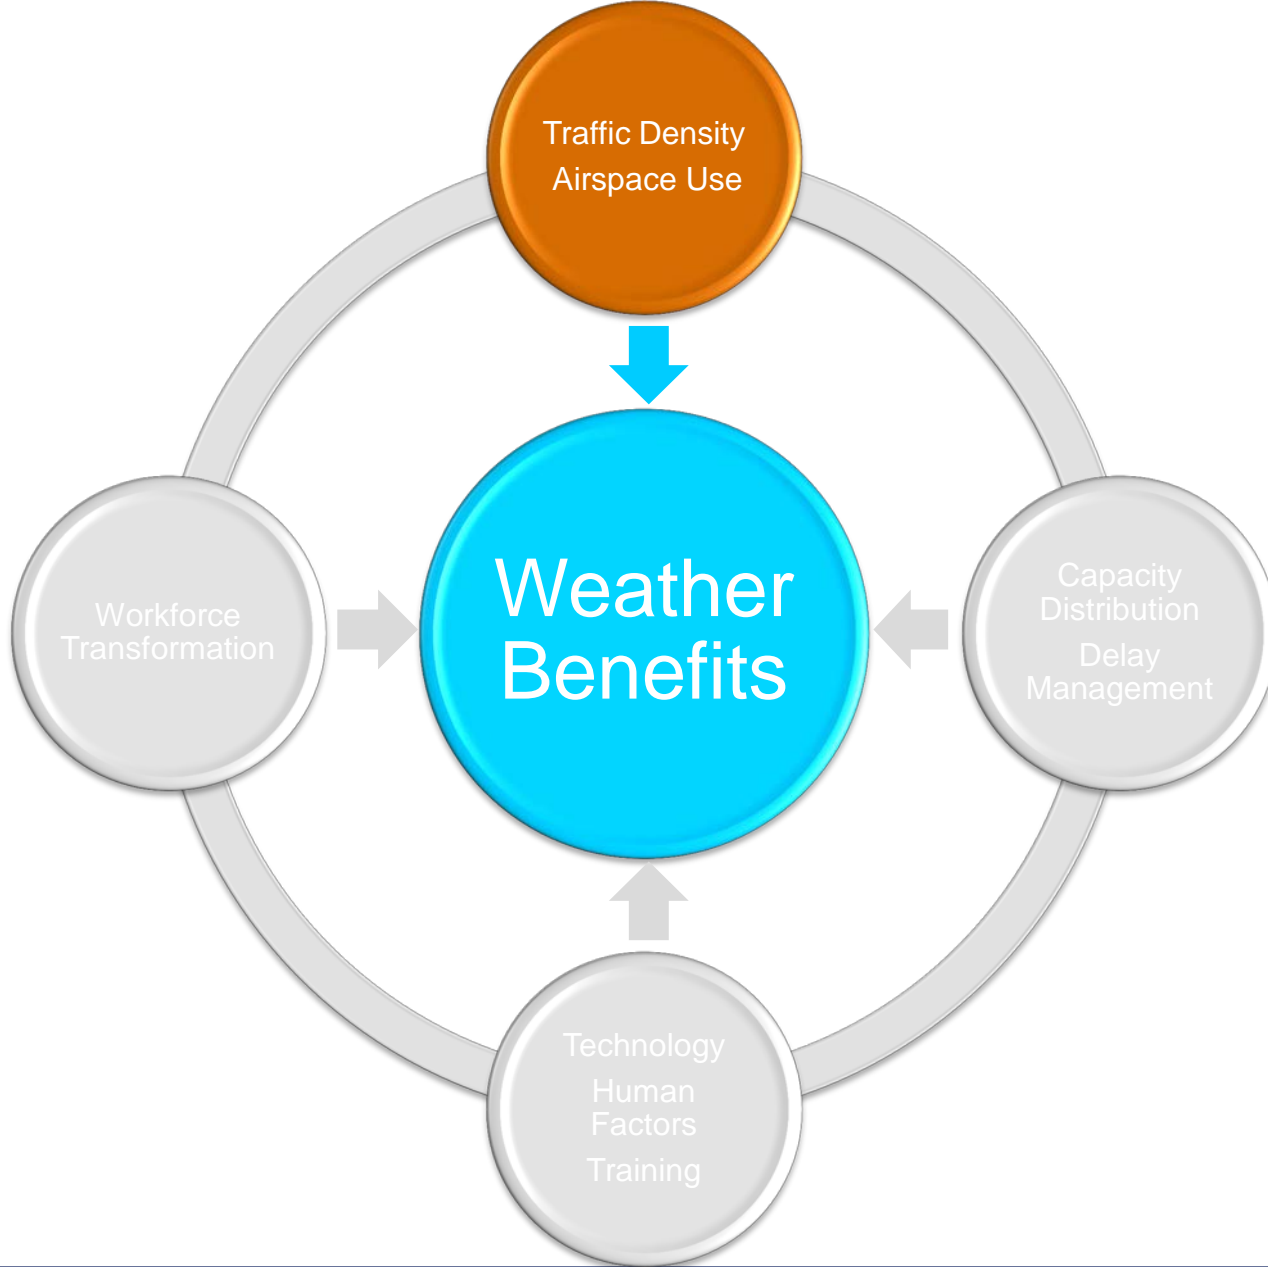 Traffic Density
Airspace Use
Weather
Benefits
Workforce
Transformation
Capacity
Distribution
Delay
Management
Technology
Human
Factors
Training